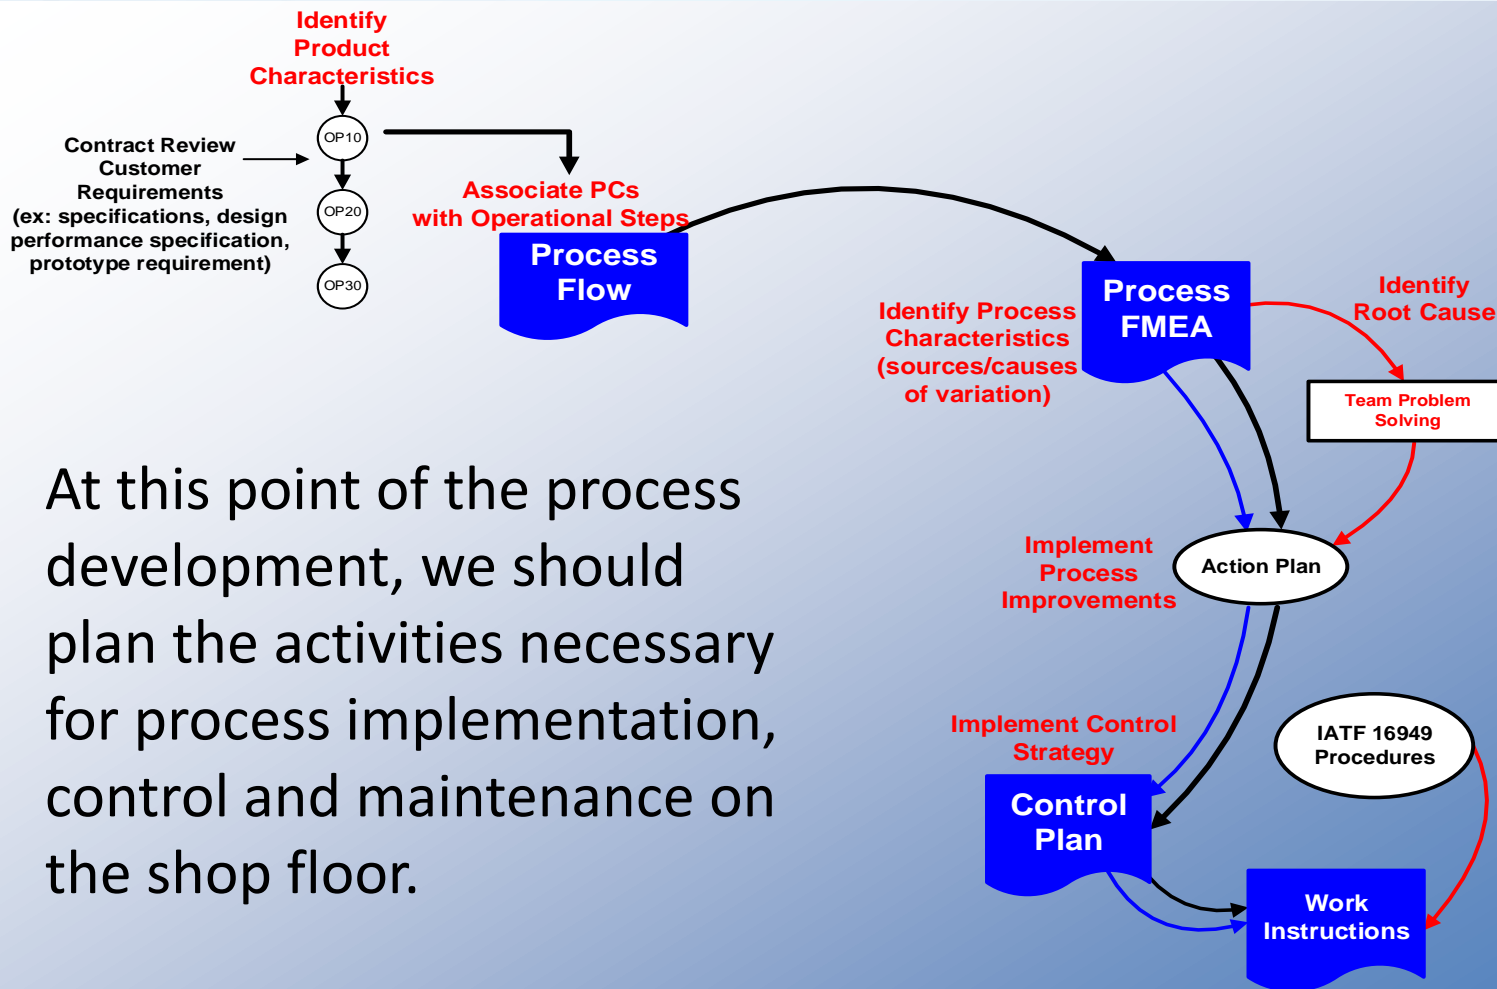 Identify
Product
Characteristics
OP10
Contract Review
Customer
Requirements
(ex: specifications, design
performance specification,
prototype requirement)
OP20
OP30
Associate PCs
with Operational Steps
Process
Flow
Process
FMEA
Identify Process
Characteristics
(sources/causes
of variation)
Identify
Root Cause
Team Problem
Solving
At this point of the process
development, we should
plan the activities necessary
for process implementation,
control and maintenance on
the shop floor.
Implement
Process
Improvements
Action Plan
Implement Control
Strategy
IATF 16949
Procedures
Control
Plan
Work
Instructions